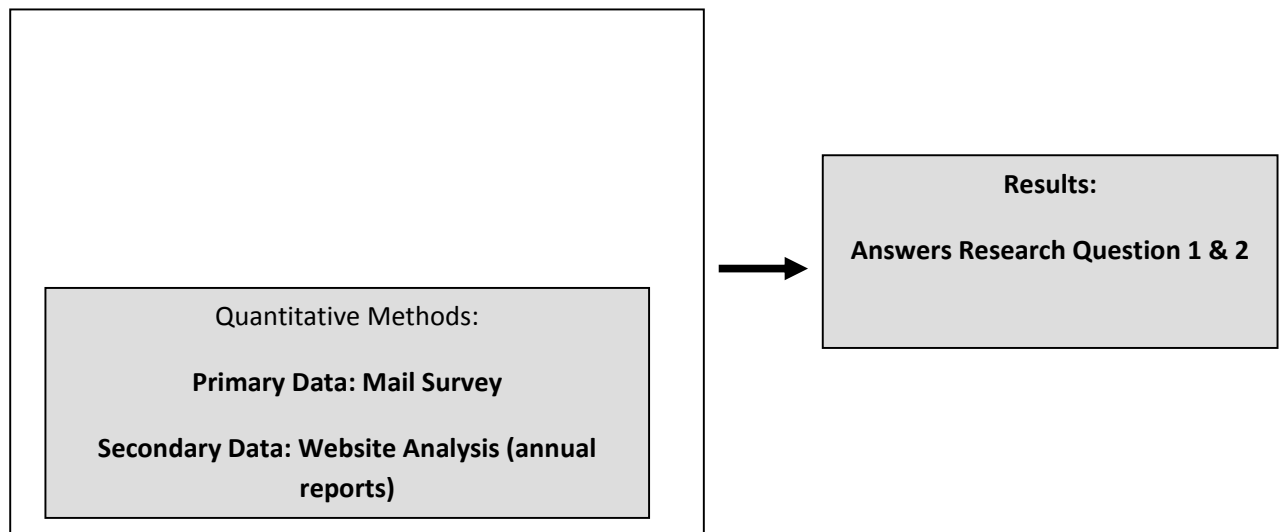 Results:
Answers Research Question 1 & 2
Quantitative Methods:
Primary Data: Mail Survey
Secondary Data: Website Analysis (annual
reports)